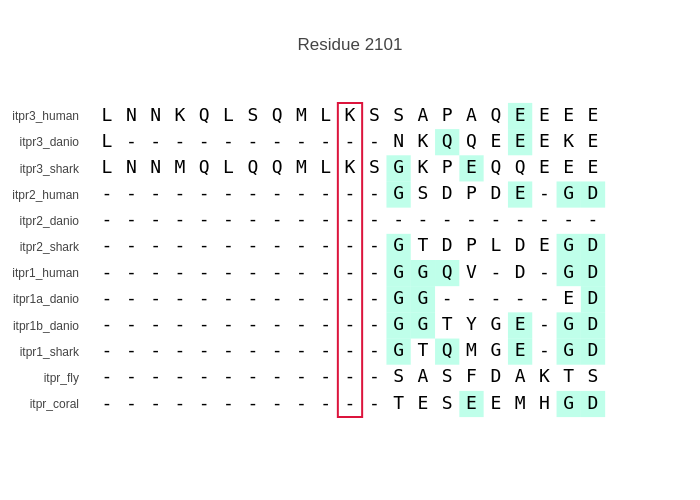 Residue 2101
itpr3_human L N N K Q L S Q M L K S S A P A Q E E E E
itpr3_danio L - - - - - - - - - - - N K Q Q E E E K E
itpr3_shark L N N M Q L Q Q M L K S G K P E Q Q E E E
itpr2_human - - - - - - - - - - - - G S D P D E - G D
itpr2_danio - - - - - - - - - - - - - - - - - - - - -
itpr2_shark - - - - - - - - - - - - G T D P L D E G D
itpr1_human - - - - - - - - - - - - G G Q V - D - G D
itpr1a_danio - - - - - - - - - - - - G G - - - - - E D
itpr1b_danio - - - - - - - - - - - - G G T Y G E - G D
itpr1_shark - - - - - - - - - - - - G T Q M G E - G D
itpr_fly - - - - - - - - - - - - S A S F D A K T S
itpr_coral - - - - - - - - - - - - T E S E E M H G D